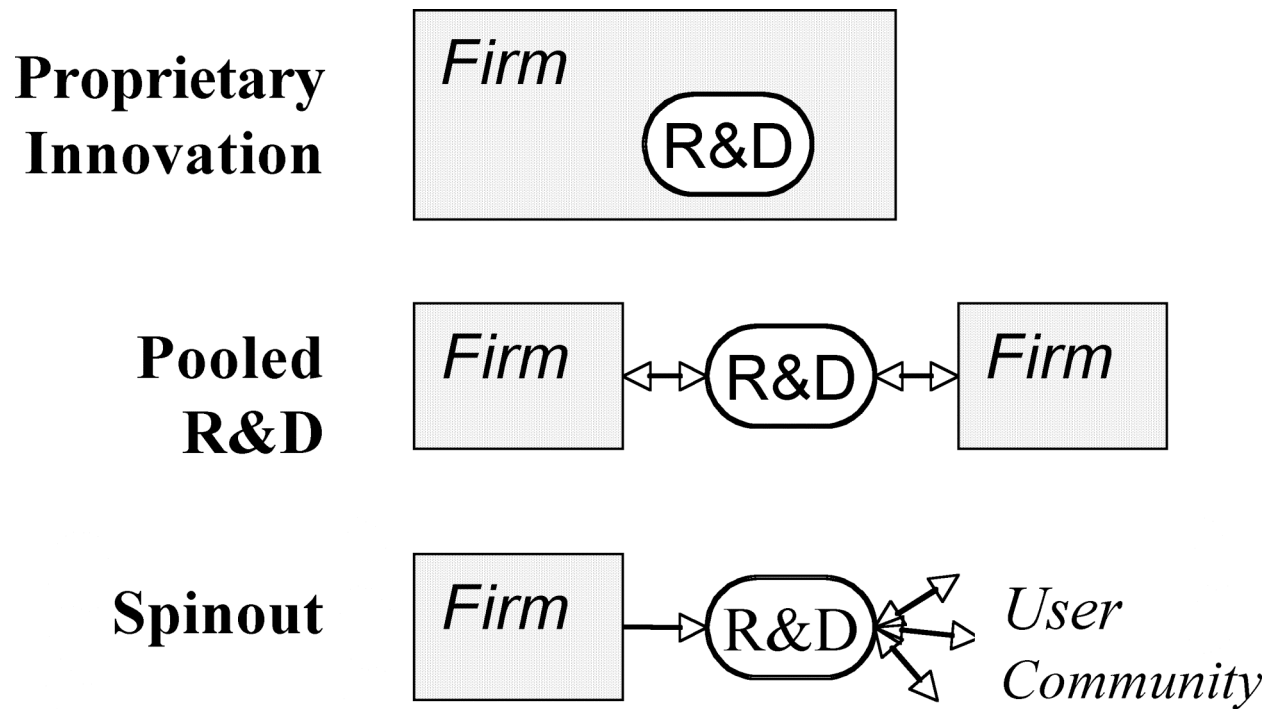 Proprietary
Innovation
Firm
R&D
Pooled
R&D
Firm
R&D
Firm
Spinout
Firm
R&D
User
Community